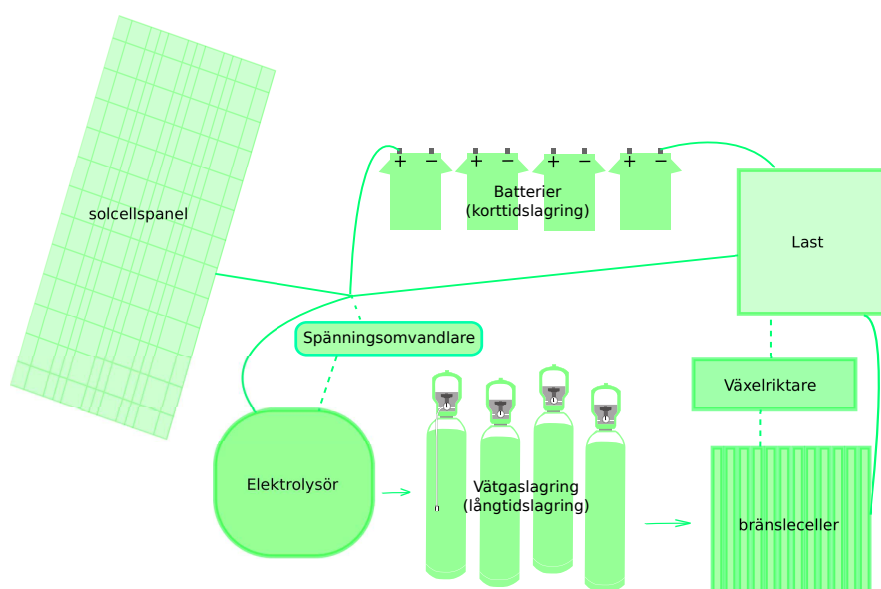 solcellspanel
+ − + − + − + −
Batterier
(korttidslagring)
Last
Spänningsomvandlare
Växelriktare
Elektrolysör
Vätgaslagring
(långtidslagring)
bränsleceller